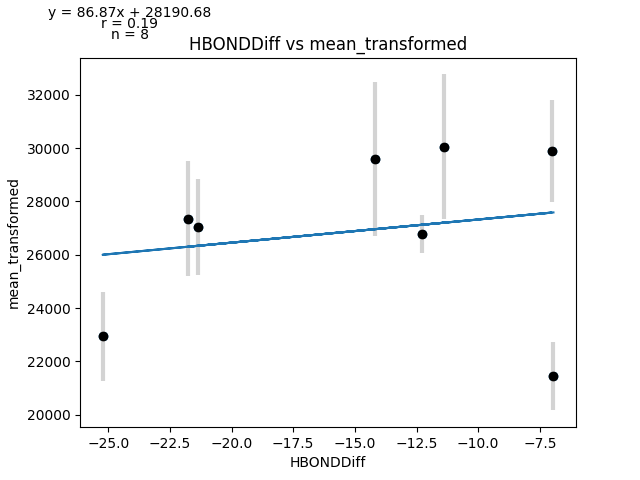 y = 86.87x + 28190.68
r = 0.19
n = 8
HBONDDiff vs mean_transformed
mean_transformed
32000
30000
28000
26000
24000
22000
20000
−25.0 −22.5 −20.0 −17.5 −15.0 −12.5 −10.0 −7.5
HBONDDiff